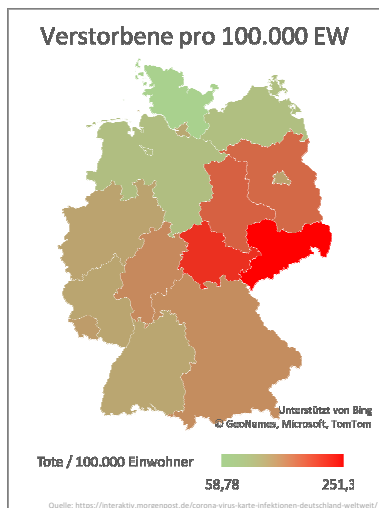 Verstorbene pro 100.000 EW
Unterstützt von Bing
© GeoNames, Microsoft, TomTom
Tote / 100.000 Einwohner
58,78
251,3
Quelle: https://interaktiv.morgenpost.de/corona-virus-karte-infektionen-deutschland-weltweit/